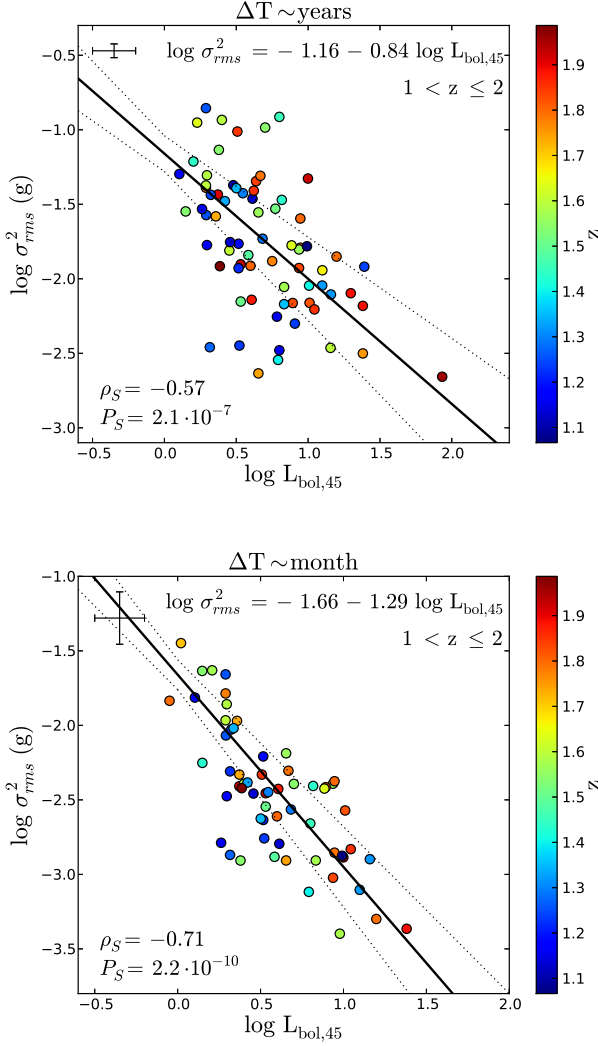 ΔT ~years
log σ²rms = − 1.16 − 0.84 log Lbol,45
1 < z ≤ 2
ρS = −0.57
PS = 2.1 ·10⁻⁷
log σ²rms (g)
−0.5
−1.0
−1.5
−2.0
−2.5
−3.0
−0.5 0.0 0.5 1.0 1.5 2.0
log Lbol,45
1.9
1.8
1.7
1.6
1.5
1.4
1.3
1.2
1.1
z
ΔT ~month
log σ²rms = − 1.66 − 1.29 log Lbol,45
1 < z ≤ 2
ρS = −0.71
PS = 2.2 ·10⁻¹⁰
log σ²rms (g)
−1.0
−1.5
−2.0
−2.5
−3.0
−3.5
−0.5 0.0 0.5 1.0 1.5 2.0
log Lbol,45
1.9
1.8
1.7
1.6
1.5
1.4
1.3
1.2
1.1
z